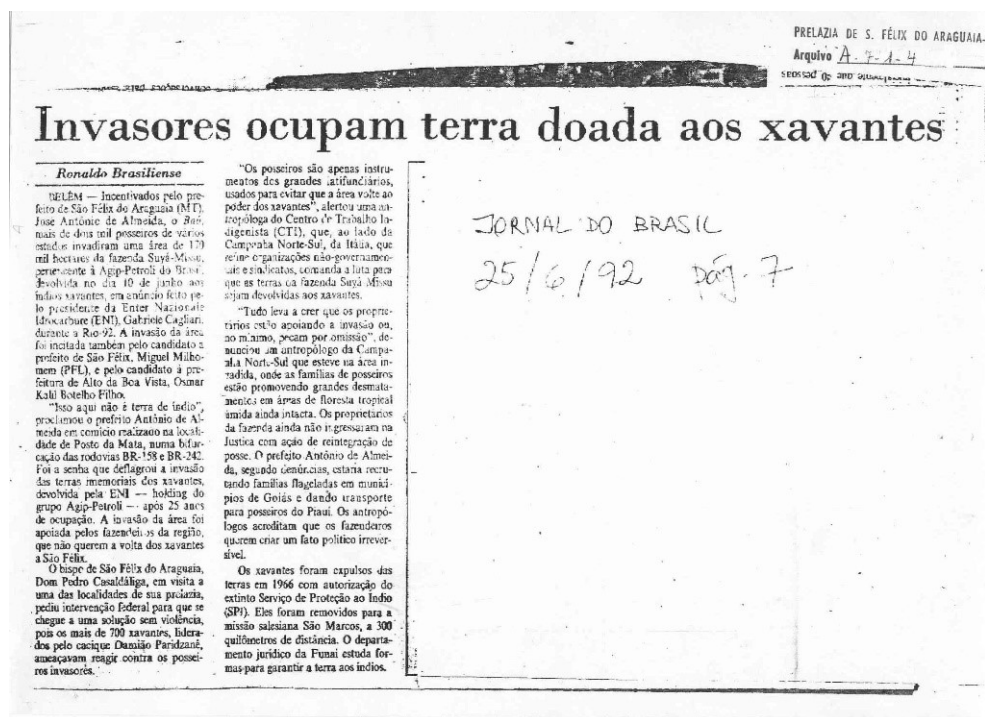 PRELAZIA DE S. FÉLIX DO ARAGUAIA-
Arquivo A-7-1-4
Invasores ocupam terra doada aos xavantes
Ronaldo Brasiliense
BELÉM — Incentivados pelo pre-
feito de São Félix do Araguaia (MT),
José Antônio de Almeida, o Baú,
mais de dois mil posseiros de vários
estados invadiram uma área de 170
mil hectares da fazenda Suyá-Missu,
pertencente à Agip-Petroli do Brasil,
devolvida no dia 10 de junho aos
índios xavantes, em anúncio feito pe-
lo presidente da Enter Nazionale
Idrocarbure (ENI), Gabriele Cagliari,
durante a Rio-92. A invasão da área
foi incitada também pelo candidato a
prefeito de São Félix, Miguel Milho-
mem (PFL), e pelo candidato à pre-
feitura de Alto da Boa Vista, Osmar
Kalil Botelho Filho.
"Isso aqui não é terra de índio",
proclamou o prefeito Antônio de Al-
meida em comício realizado na locali-
dade de Posto da Mata, numa bifur-
cação das rodovias BR-158 e BR-242.
Foi a senha que deflagrou a invasão
das terras imemoriais dos xavantes,
devolvida pela ENI — holding do
grupo Agip-Petroli — após 25 anos
de ocupação. A invasão da área foi
apoiada pelos fazendeiros da região,
que não querem a volta dos xavantes
a São Félix.
O bispo de São Félix do Araguaia,
Dom Pedro Casaldáliga, em visita a
uma das localidades de sua prelazia,
pediu intervenção federal para que se
chegue a uma solução sem violência,
pois os mais de 700 xavantes, lidera-
dos pelo cacique Damião Paridzané,
ameaçavam reagir contra os possei-
ros invasores.
"Os posseiros são apenas instru-
mentos dos grandes latifundiários,
usados para evitar que a área volte ao
poder dos xavantes", alertou uma an-
tropóloga do Centro de Trabalho In-
digenista (CTI), que, ao lado da
Campanha Norte-Sul, da Itália, que
reúne organizações não-governamen-
tais e sindicatos, comanda a luta para
que as terras da fazenda Suyá Missu
sejam devolvidas aos xavantes.
"Tudo leva a crer que os proprie-
tários estão apoiando a invasão ou,
no mínimo, pecam por omissão", de-
nunciou um antropólogo da Campa-
nha Norte-Sul que esteve na área in-
vadida, onde as famílias de posseiros
estão promovendo grandes desmata-
mentos em áreas de floresta tropical
úmida ainda intacta. Os proprietários
da fazenda ainda não ingressaram na
Justiça com ação de reintegração de
posse. O prefeito Antônio de Almei-
da, segundo denúncias, estaria recru-
tando famílias flageladas em municí-
pios de Goiás e dando transporte
para posseiros do Piauí. Os antropó-
logos acreditam que os fazendeiros
querem criar um fato político irrever-
sível.
Os xavantes foram expulsos das
terras em 1966 com autorização do
extinto Serviço de Proteção ao Índio
(SPI). Eles foram removidos para a
missão salesiana São Marcos, a 300
quilômetros de distância. O departa-
mento jurídico da Funai estuda for-
mas para garantir a terra aos índios.
JORNAL DO BRASIL
25/6/92 pág. 7